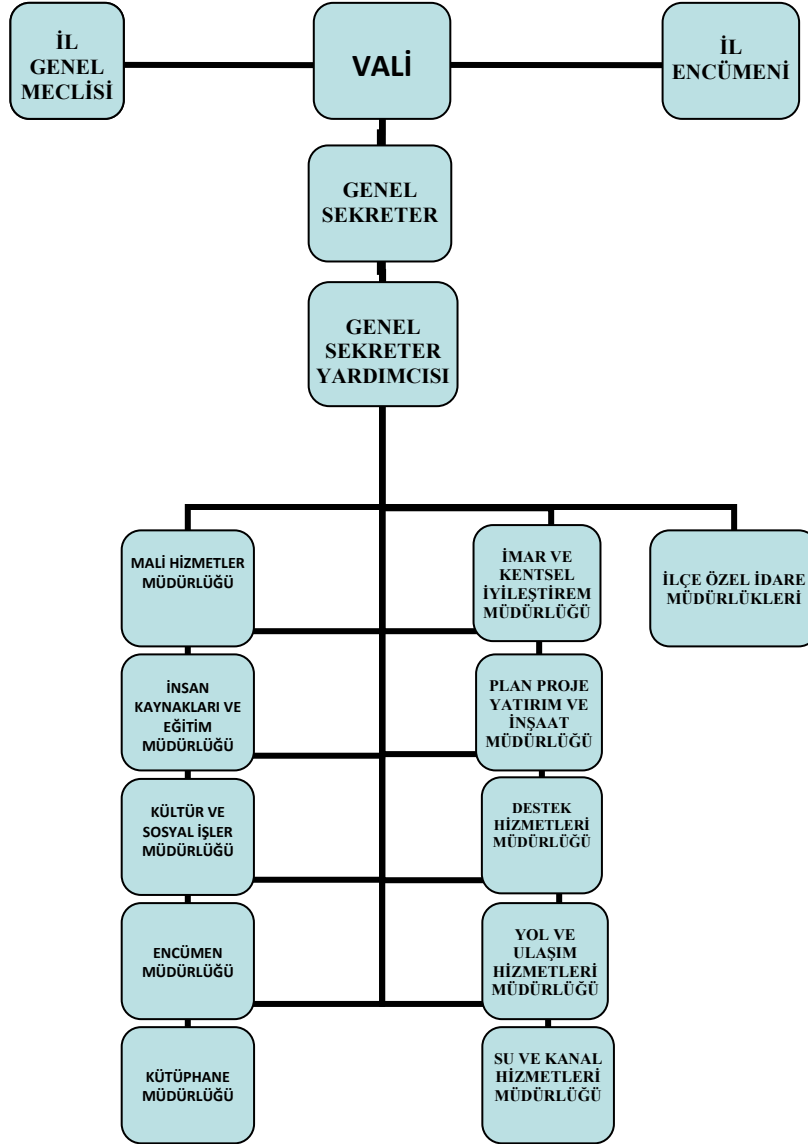 İL
GENEL
MECLİSİ
VALİ
İL
ENCÜMENİ
GENEL
SEKRETER
GENEL
SEKRETER
YARDIMCISI
MALİ HİZMETLER
MÜDÜRLÜĞÜ
İMAR VE
KENTSEL
İYİLEŞTİREM
MÜDÜRLÜĞÜ
İLÇE ÖZEL İDARE
MÜDÜRLÜKLERİ
İNSAN
KAYNAKLARI VE
EĞİTİM
MÜDÜRLÜĞÜ
PLAN PROJE
YATIRIM VE
İNŞAAT
MÜDÜRLÜĞÜ
KÜLTÜR VE
SOSYAL İŞLER
MÜDÜRLÜĞÜ
DESTEK
HİZMETLERİ
MÜDÜRLÜĞÜ
ENCÜMEN
MÜDÜRLÜĞÜ
YOL VE
ULAŞIM
HİZMETLERİ
MÜDÜRLÜĞÜ
KÜTÜPHANE
MÜDÜRLÜĞÜ
SU VE KANAL
HİZMETLERİ
MÜDÜRLÜĞÜ